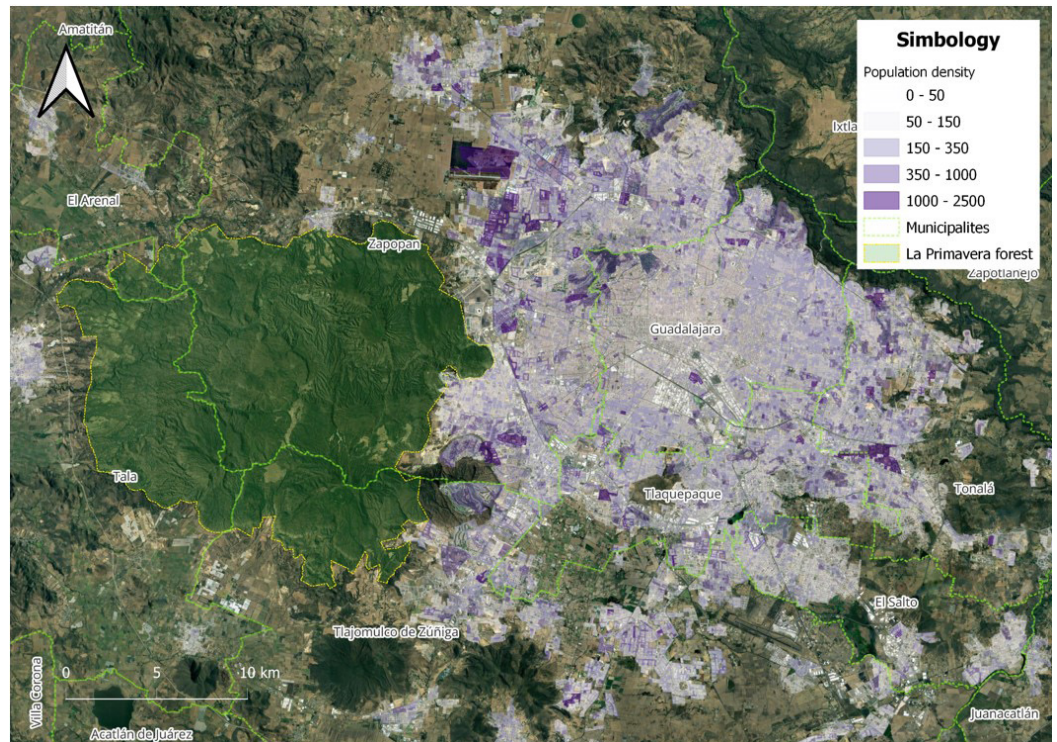 Amatitán
Simbology
Population density
0 - 50
50 - 150
150 - 350
350 - 1000
1000 - 2500
Municipalites
La Primavera forest
Ixtla
El Arenal
Zapopan
Zapotlanejo
Guadalajara
Tala
Tlaquepaque
Tonalá
El Salto
Tlajomulco de Zúñiga
0 5 10 km
Villa Corona
Acatlán de Juárez
Juanacatlán